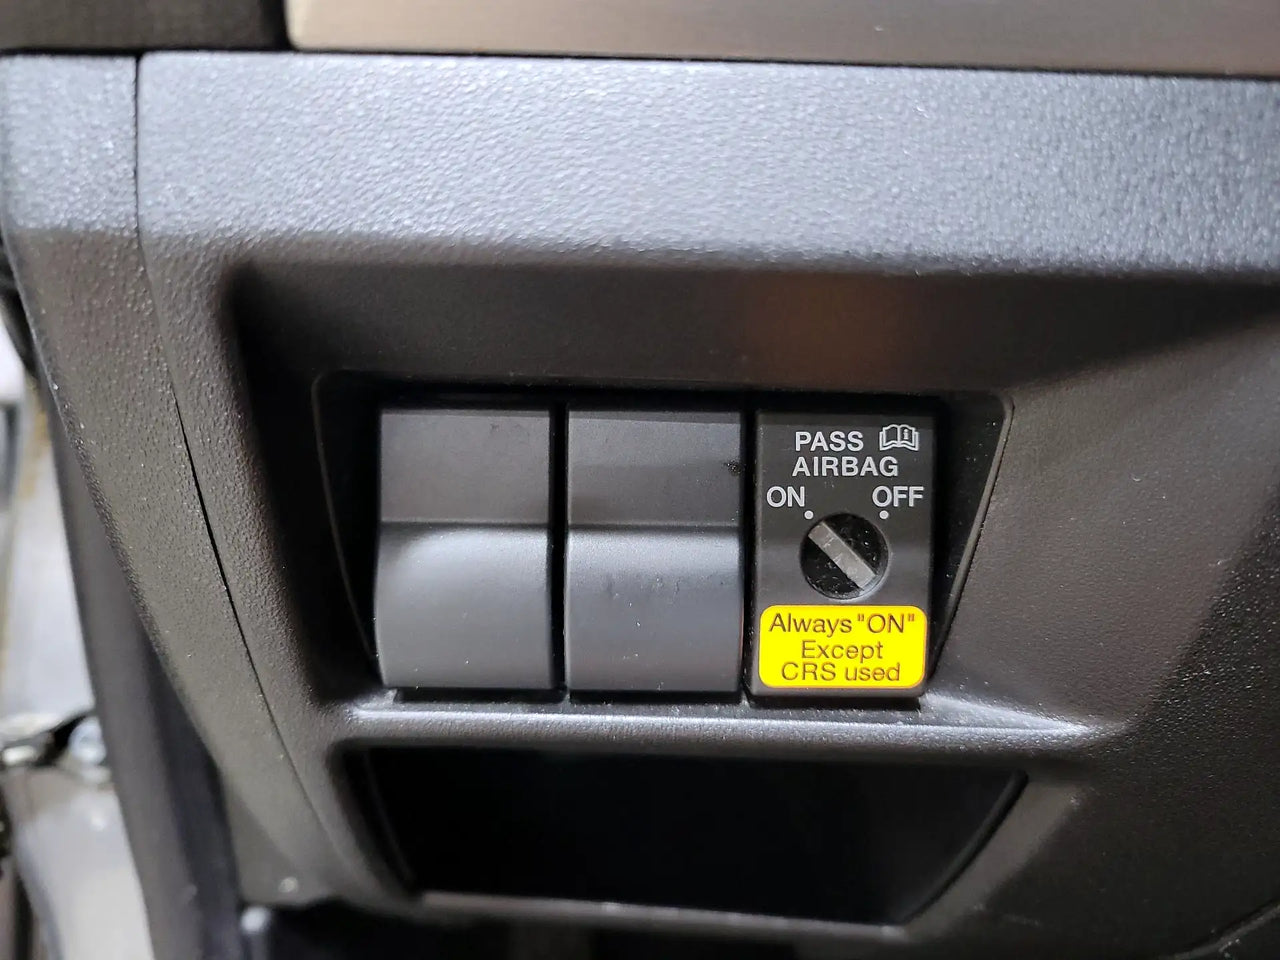 PASS
AIRBAG
ON OFF
Always "ON"
Except
CRS used